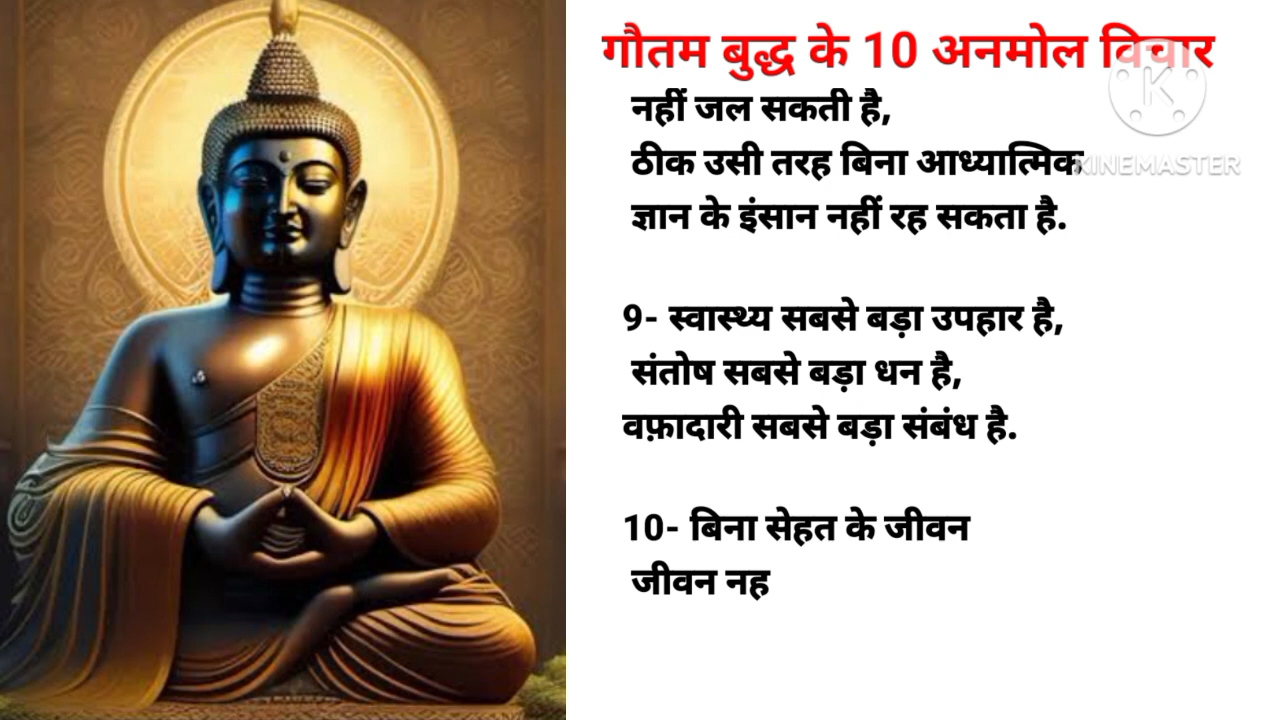 गौतम बुद्ध के 10 अनमोल विचार
नहीं जल सकती है,
ठीक उसी तरह बिना आध्यात्मिक
ज्ञान के इंसान नहीं रह सकता है.
9- स्वास्थ्य सबसे बड़ा उपहार है,
संतोष सबसे बड़ा धन है,
वफ़ादारी सबसे बड़ा संबंध है.
10- बिना सेहत के जीवन
जीवन नह
K
KINEMASTER